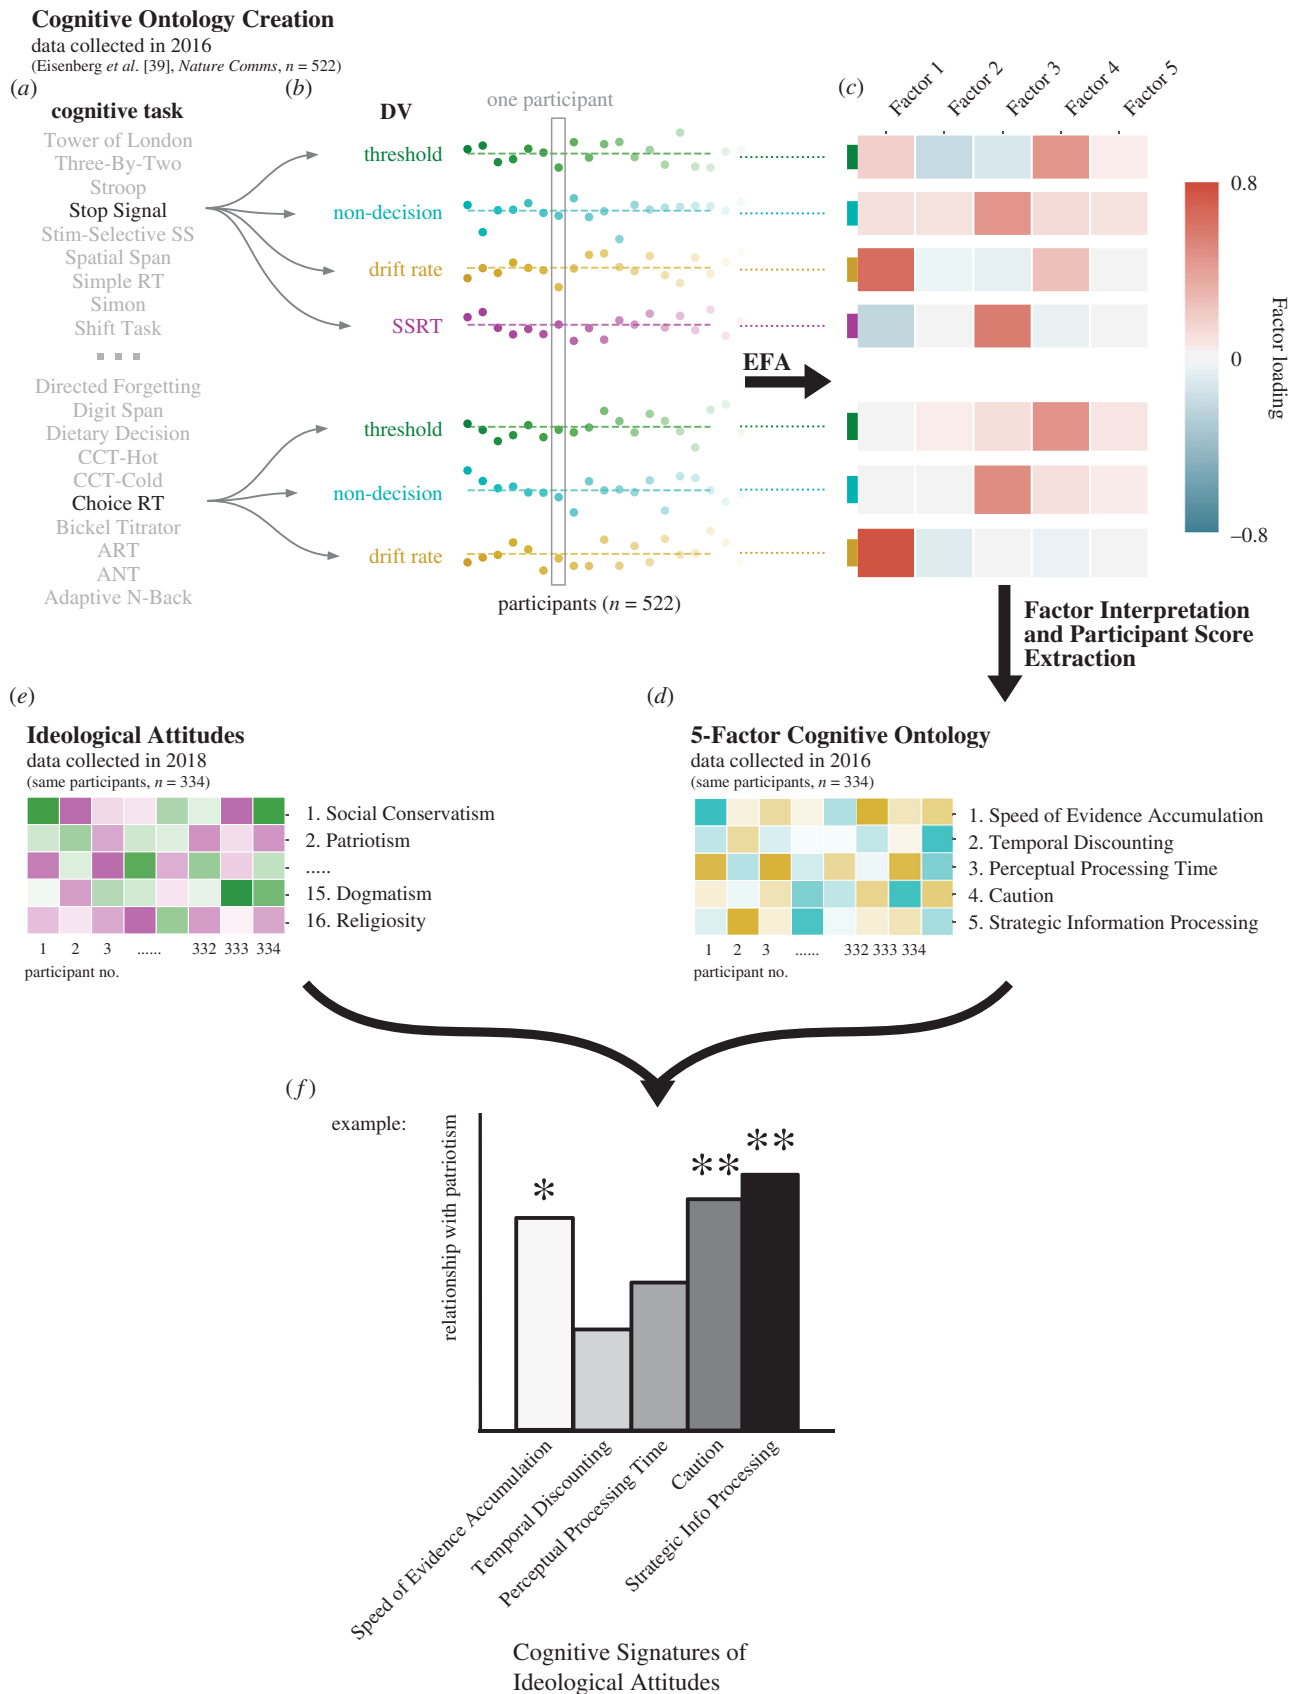 Cognitive Ontology Creation
data collected in 2016
(Eisenberg et al. [39], Nature Comms, n = 522)
(a)
cognitive task
Tower of London
Three-By-Two
Stroop
Stop Signal
Stim-Selective SS
Spatial Span
Simple RT
Simon
Shift Task
Directed Forgetting
Digit Span
Dietary Decision
CCT-Hot
CCT-Cold
Choice RT
Bickel Titrator
ART
ANT
Adaptive N-Back
(b)
DV
one participant
threshold
non-decision
drift rate
SSRT
threshold
non-decision
drift rate
participants (n = 522)
EFA
(c)
Factor 1
Factor 2
Factor 3
Factor 4
Factor 5
0.8
0
–0.8
Factor loading
Factor Interpretation
and Participant Score
Extraction
(e)
Ideological Attitudes
data collected in 2018
(same participants, n = 334)
1. Social Conservatism
2. Patriotism
.....
15. Dogmatism
16. Religiosity
1 2 3 ...... 332 333 334
participant no.
(d)
5-Factor Cognitive Ontology
data collected in 2016
(same participants, n = 334)
1. Speed of Evidence Accumulation
2. Temporal Discounting
3. Perceptual Processing Time
4. Caution
5. Strategic Information Processing
1 2 3 ...... 332 333 334
participant no.
(f)
example:
relationship with patriotism
*
**
**
Speed of Evidence Accumulation
Temporal Discounting
Perceptual Processing Time
Caution
Strategic Info Processing
Cognitive Signatures of
Ideological Attitudes